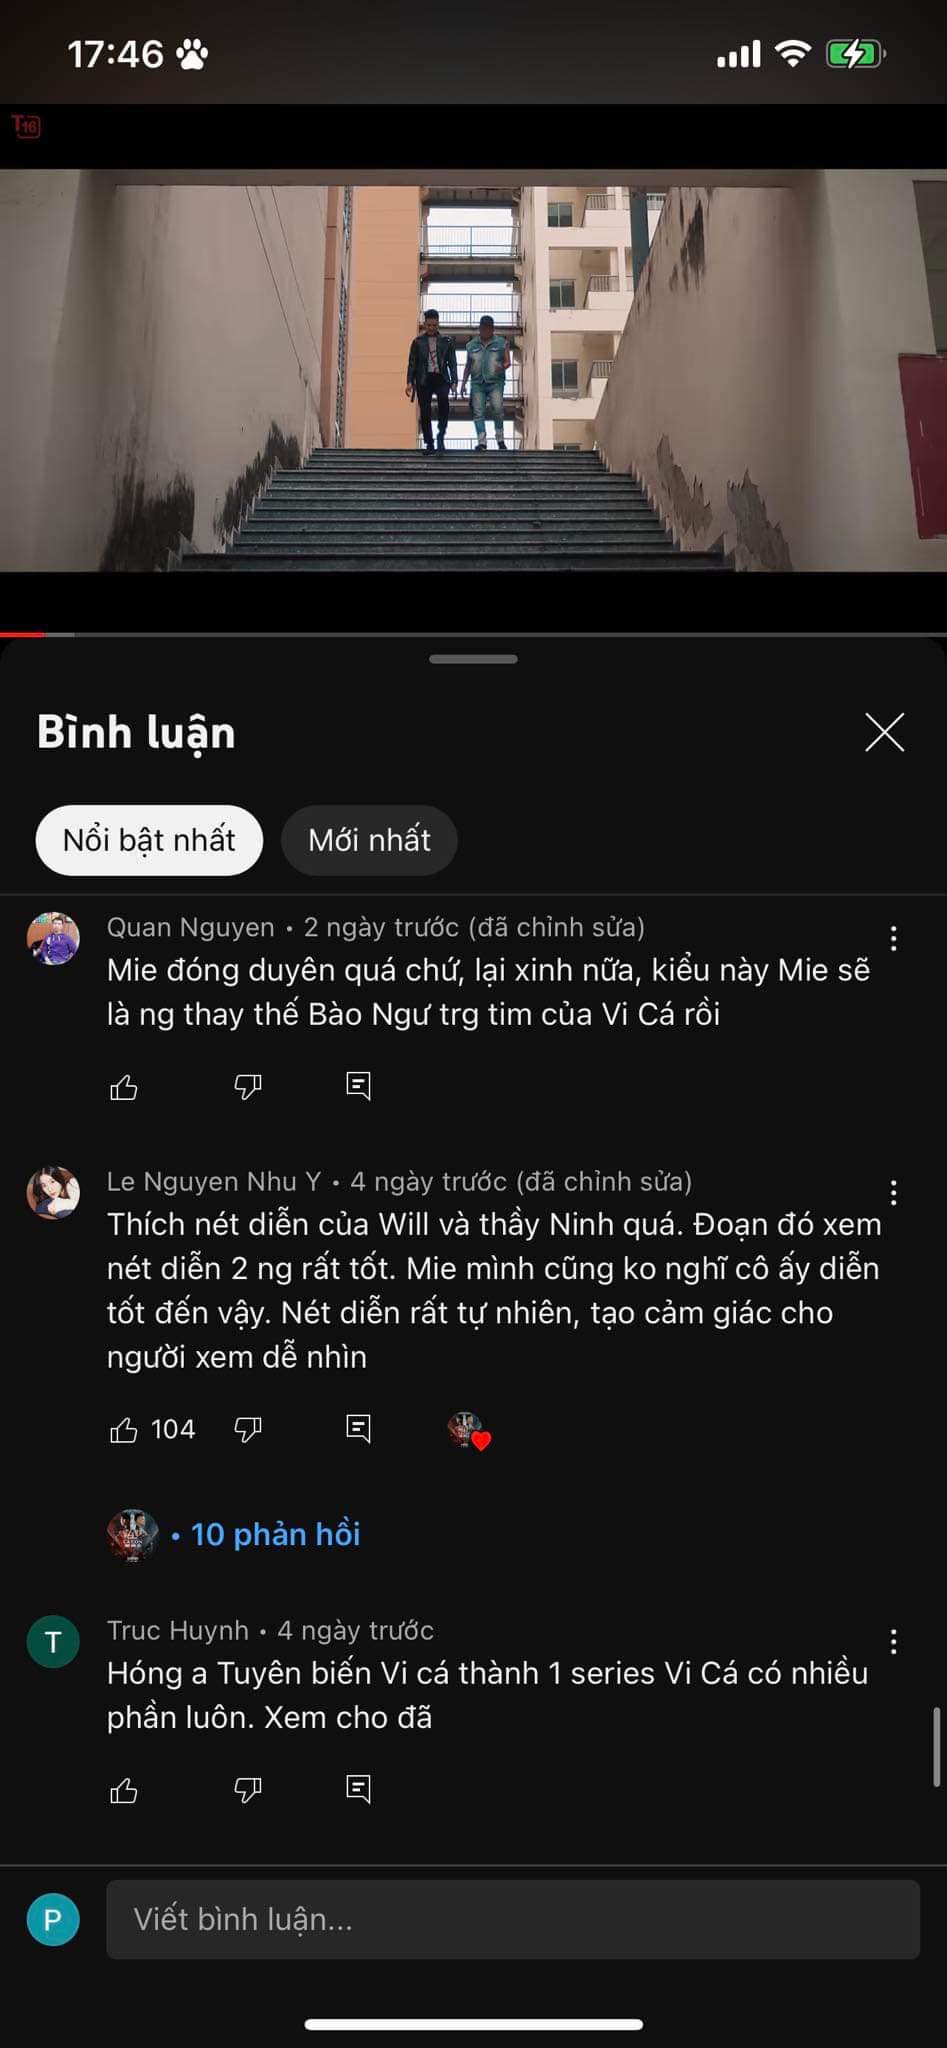 17:46
T16
Bình luận
Nổi bật nhất
Mới nhất
Quan Nguyen • 2 ngày trước (đã chỉnh sửa)
Mie đóng duyên quá chứ, lại xinh nữa, kiểu này Mie sẽ
là ng thay thế Bào Ngư trg tim của Vi Cá rồi
Le Nguyen Nhu Y • 4 ngày trước (đã chỉnh sửa)
Thích nét diễn của Will và thầy Ninh quá. Đoạn đó xem
nét diễn 2 ng rất tốt. Mie mình cũng ko nghĩ cô ấy diễn
tốt đến vậy. Nét diễn rất tự nhiên, tạo cảm giác cho
người xem dễ nhìn
104
• 10 phản hồi
T
Truc Huynh • 4 ngày trước
Hóng a Tuyên biến Vi cá thành 1 series Vi Cá có nhiều
phần luôn. Xem cho đã
P
Viết bình luận...